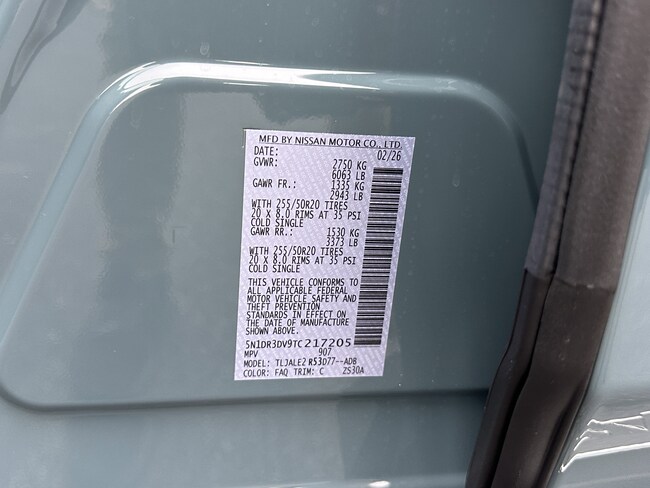 MFD BY NISSAN MOTOR CO., LTD.
DATE: 02/26
GVWR: 2750 KG
6063 LB
GAWR FR.: 1335 KG
2943 LB
WITH 255/50R20 TIRES
20 X 8.0 RIMS AT 35 PSI
COLD SINGLE
GAWR RR.: 1530 KG
3373 LB
WITH 255/50R20 TIRES
20 X 8.0 RIMS AT 35 PSI
COLD SINGLE
THIS VEHICLE CONFORMS TO
ALL APPLICABLE FEDERAL
MOTOR VEHICLE SAFETY AND
THEFT PREVENTION
STANDARDS IN EFFECT ON
THE DATE OF MANUFACTURE
SHOWN ABOVE.
5N1DR3DV9TC217205
MPV 907
MODEL: TLJALEZ R53D77--ADB
COLOR: FAQ TRIM: C ZS30A